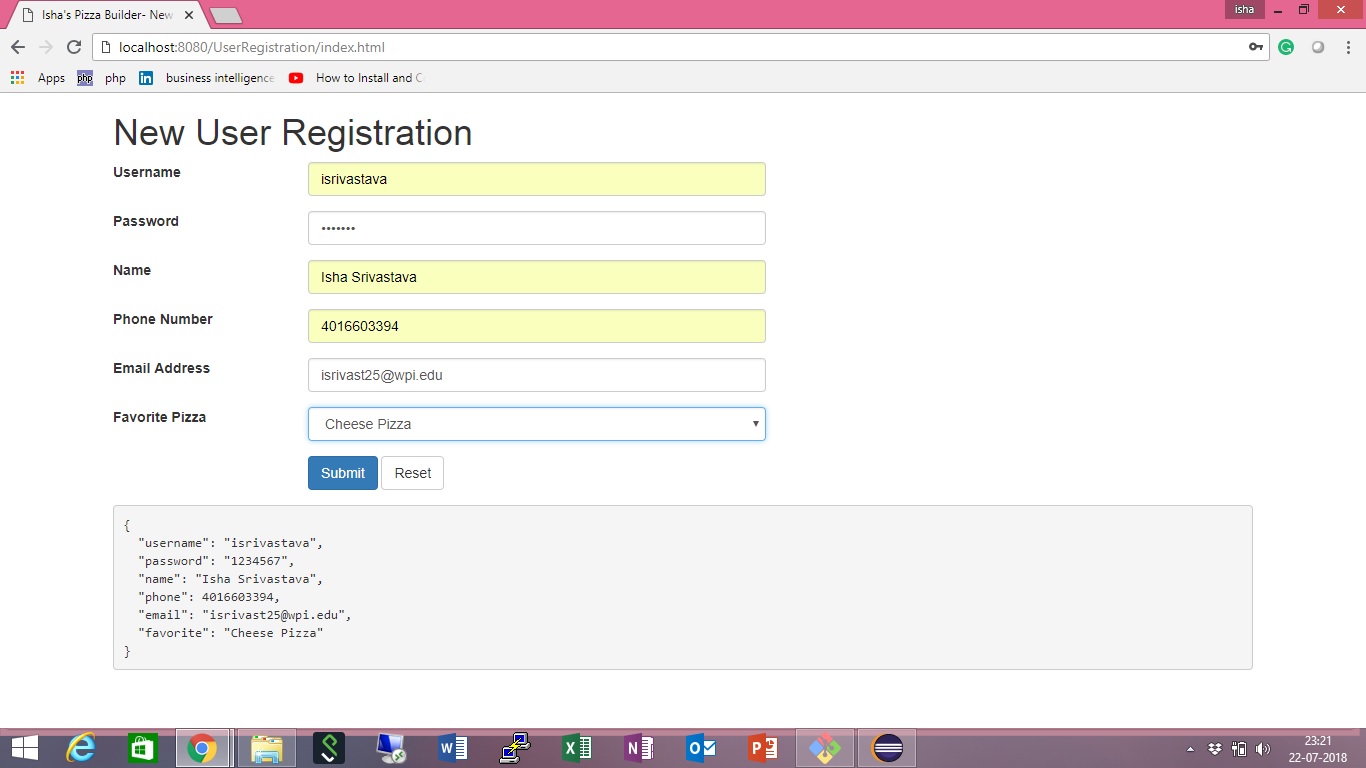 Isha's Pizza Builder- New
isha
localhost:8080/UserRegistration/index.html
Apps php php in business intelligence How to Install and C
New User Registration
Username
isrivastava
Password
•••••••
Name
Isha Srivastava
Phone Number
4016603394
Email Address
isrivast25@wpi.edu
Favorite Pizza
Cheese Pizza
Submit Reset
{
"username": "isrivastava",
"password": "1234567",
"name": "Isha Srivastava",
"phone": 4016603394,
"email": "isrivast25@wpi.edu",
"favorite": "Cheese Pizza"
}
23:21
22-07-2018